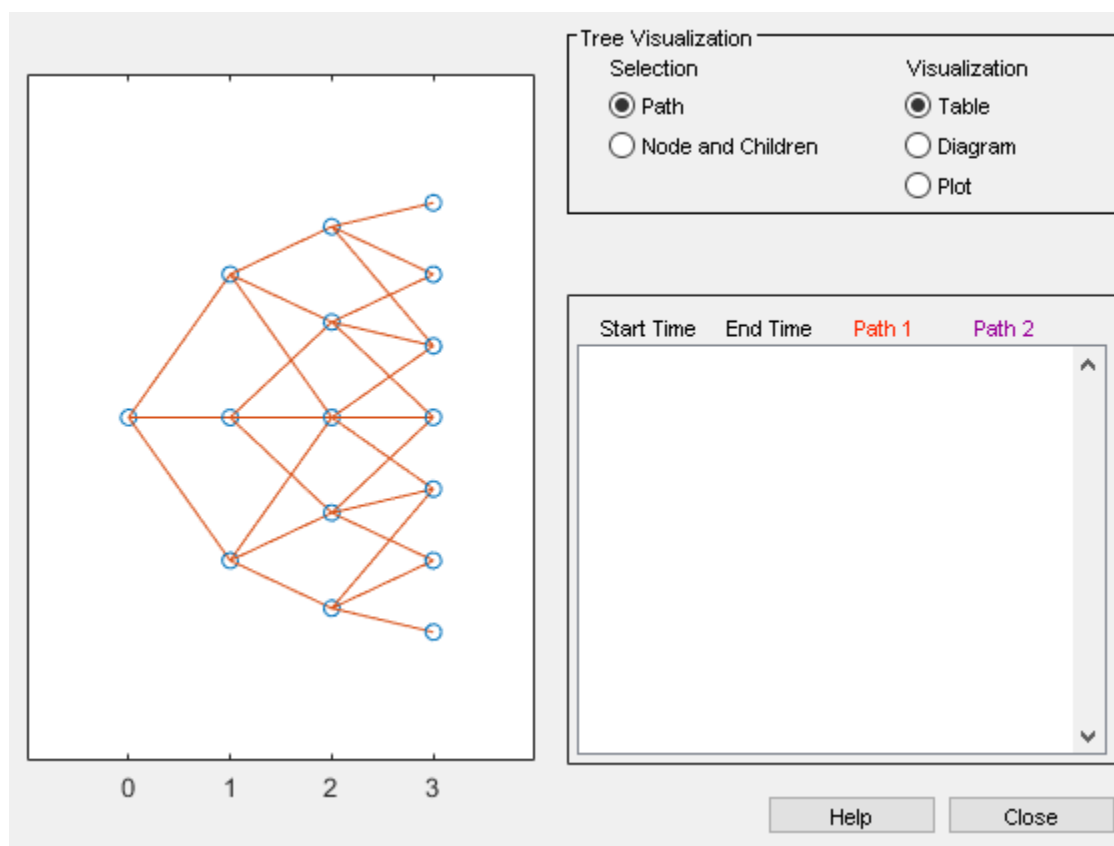 Tree Visualization
Selection
Visualization
Path
Table
Node and Children
Diagram
Plot
Start Time End Time Path 1 Path 2
0 1 2 3
Help
Close